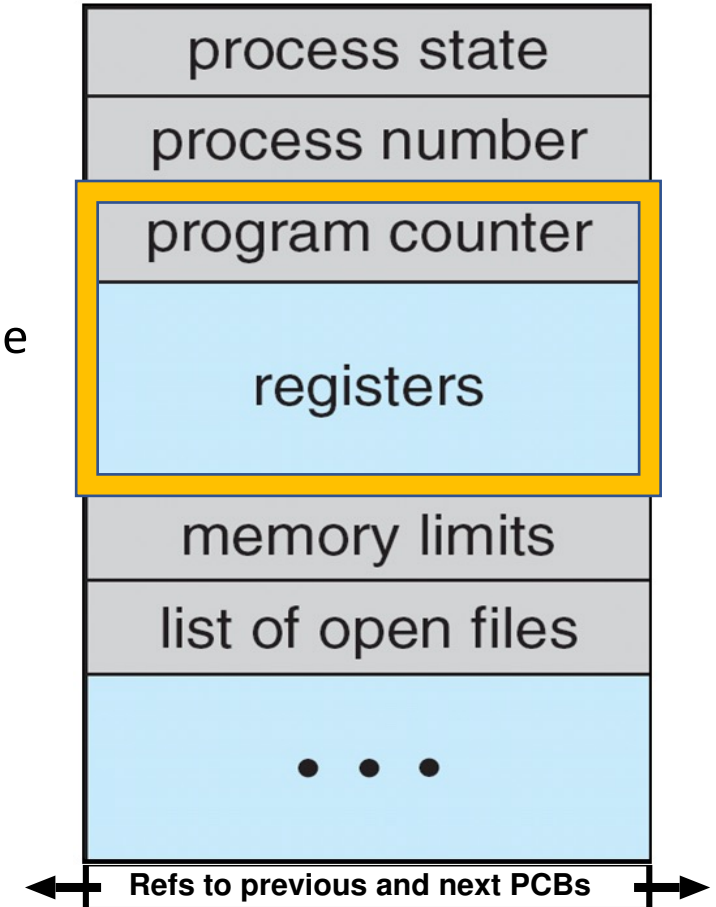 process state
process number
program counter
e
registers
memory limits
list of open files
• • •
Refs to previous and next PCBs